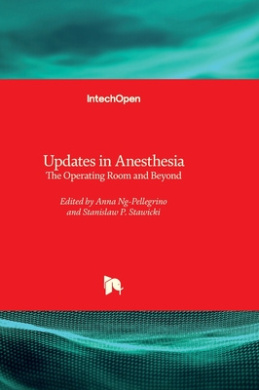 IntechOpen
Updates in Anesthesia
The Operating Room and Beyond
Edited by Anna Ng-Pellegrino
and Stanislaw P. Stawicki